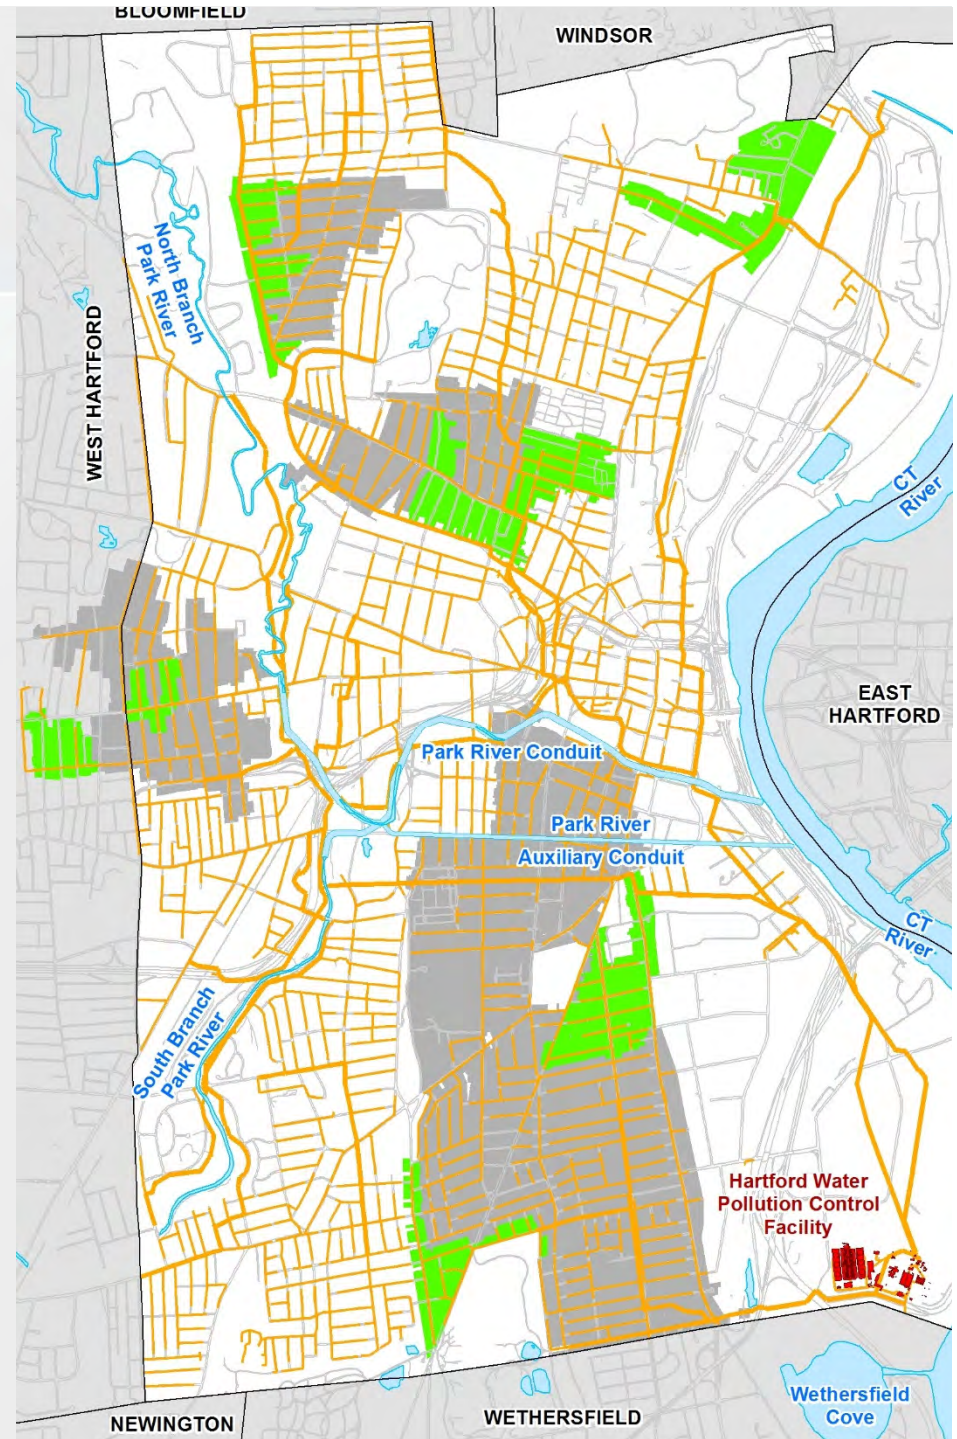 BLOOMFIELD
WINDSOR
North Branch
Park River
WEST HARTFORD
CT
River
EAST
HARTFORD
Park River Conduit
Park River
Auxiliary Conduit
CT
River
South Branch
Park River
Hartford Water
Pollution Control
Facility
Wethersfield
Cove
NEWINGTON
WETHERSFIELD